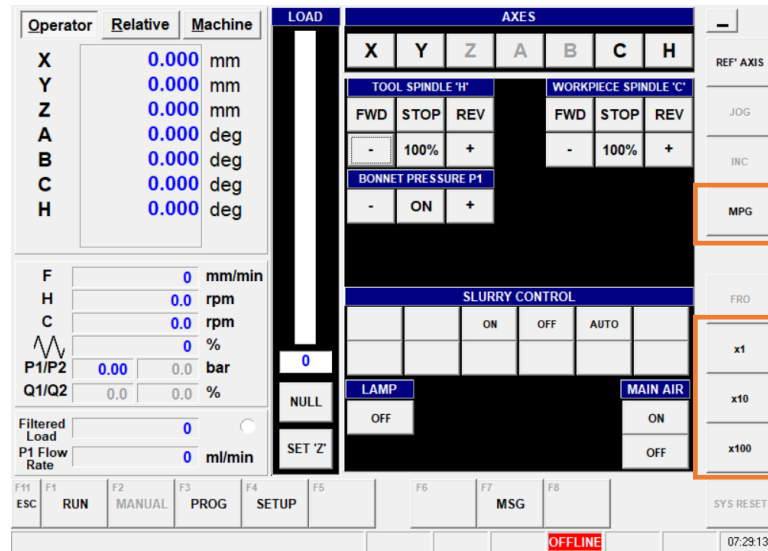 Operator Relative Machine
X 0.000 mm
Y 0.000 mm
Z 0.000 mm
A 0.000 deg
B 0.000 deg
C 0.000 deg
H 0.000 deg
F 0 mm/min
H 0.0 rpm
C 0.0 rpm
0 %
P1/P2 0.00 0.0 bar
Q1/Q2 0.0 0.0 %
Filtered
Load 0
P1 Flow
Rate 0 ml/min
LOAD
0
NULL
SET 'Z'
AXES
X Y Z A B C H
TOOL SPINDLE 'H'
FWD STOP REV
- 100% +
WORKPIECE SPINDLE 'C'
FWD STOP REV
- 100% +
BONNET PRESSURE P1
- ON +
SLURRY CONTROL
ON OFF AUTO
LAMP
OFF
MAIN AIR
ON
OFF
REF' AXIS
JOG
INC
MPG
FRO
x1
x10
x100
SYS RESET
F11 F1 F2 F3 F4 F5 F6 F7 F8
ESC RUN MANUAL PROG SETUP MSG
OFFLINE 07:29:13